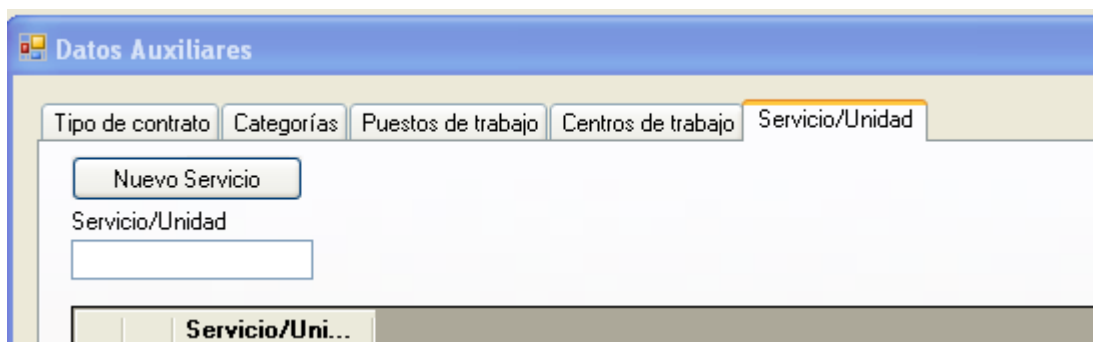 Datos Auxiliares
Tipo de contrato Categorías Puestos de trabajo Centros de trabajo Servicio/Unidad
Nuevo Servicio
Servicio/Unidad
Servicio/Uni...